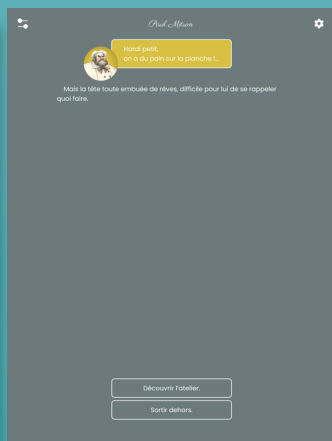 Paul Méison
Hardi petit,
on a du pain sur la planche !...
Mais la tête toute embuée de rêves, difficile pour lui de se rappeler
quoi faire.
Découvrir l'atelier.
Sortir dehors.